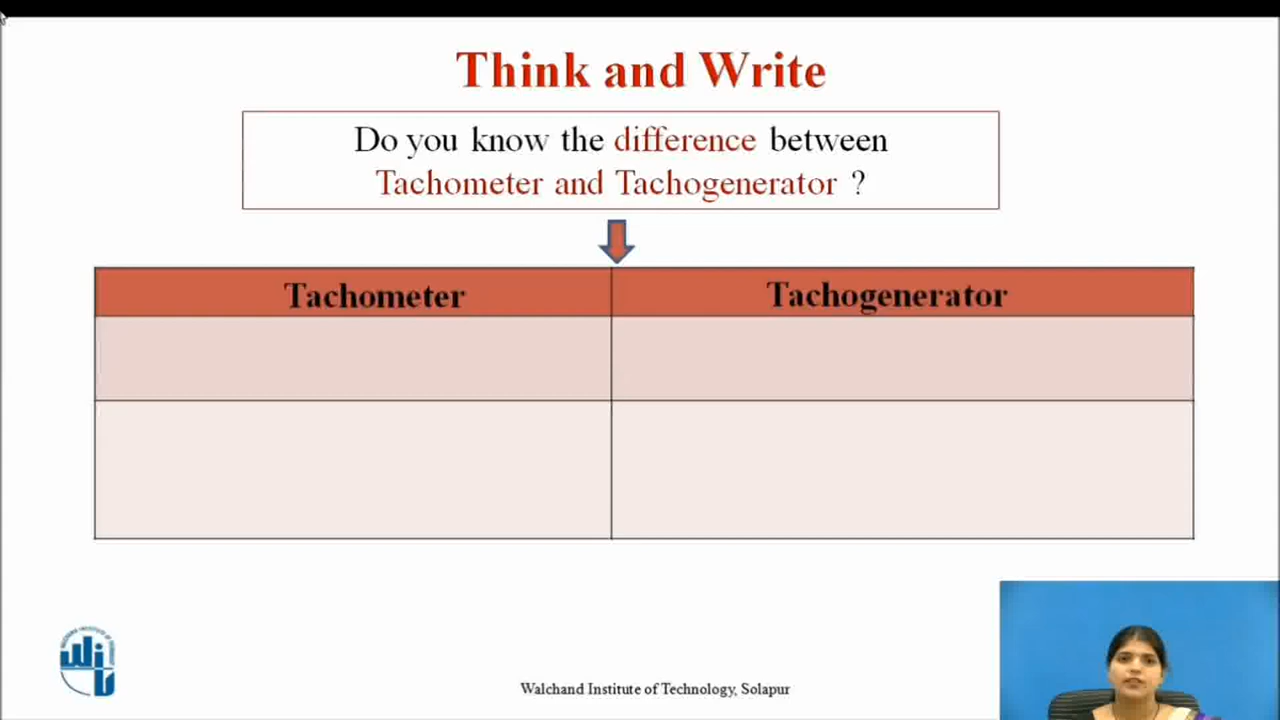 Think and Write
Do you know the difference between
Tachometer and Tachogenerator ?
Tachometer
Tachogenerator
WiT
Walchand Institute of Technology, Solapur